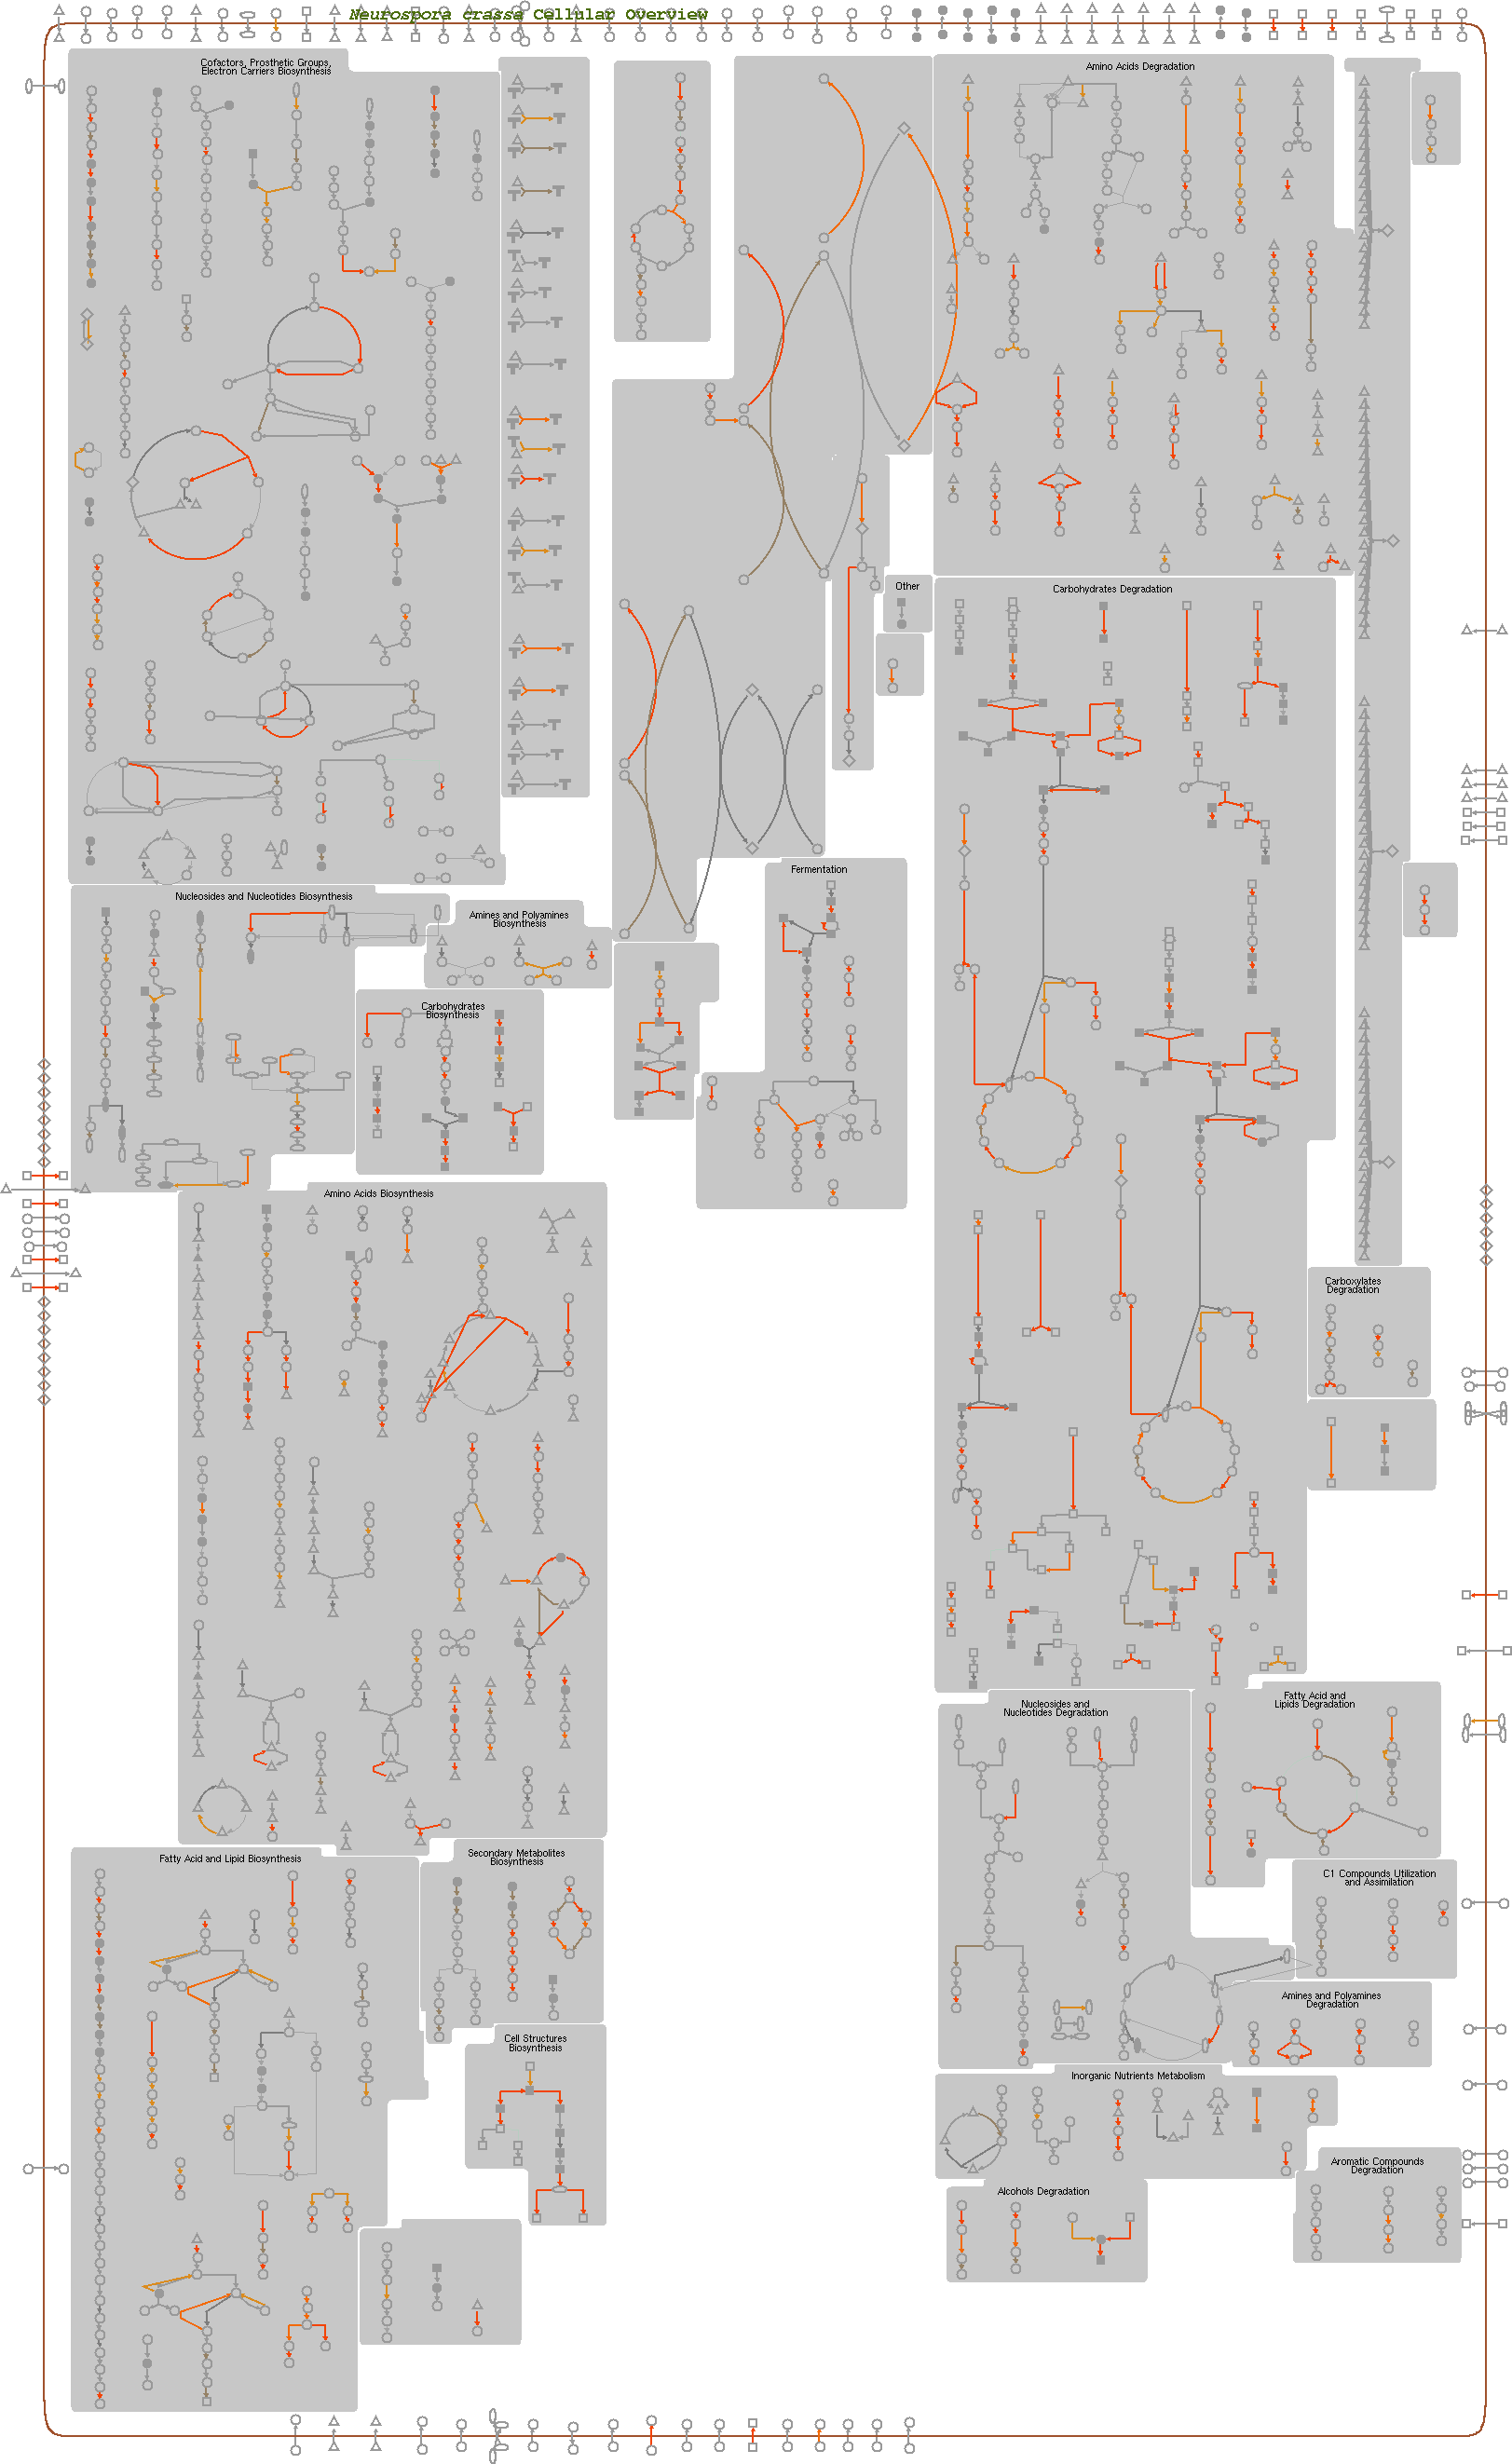 Neurospora crassa Cellular Overview
Cofactors, Prosthetic Groups,
Electron Carriers Biosynthesis
Amino Acids Degradation
Other
Carbohydrates Degradation
Fermentation
Nucleosides and Nucleotides Biosynthesis
Amines and Polyamines
Biosynthesis
Carbohydrates
Biosynthesis
Amino Acids Biosynthesis
Carboxylates
Degradation
Nucleosides and
Nucleotides Degradation
Fatty Acid and
Lipids Degradation
Fatty Acid and Lipid Biosynthesis
Secondary Metabolites
Biosynthesis
C1 Compounds Utilization
and Assimilation
Amines and Polyamines
Degradation
Cell Structures
Biosynthesis
Inorganic Nutrients Metabolism
Aromatic Compounds
Degradation
Alcohols Degradation